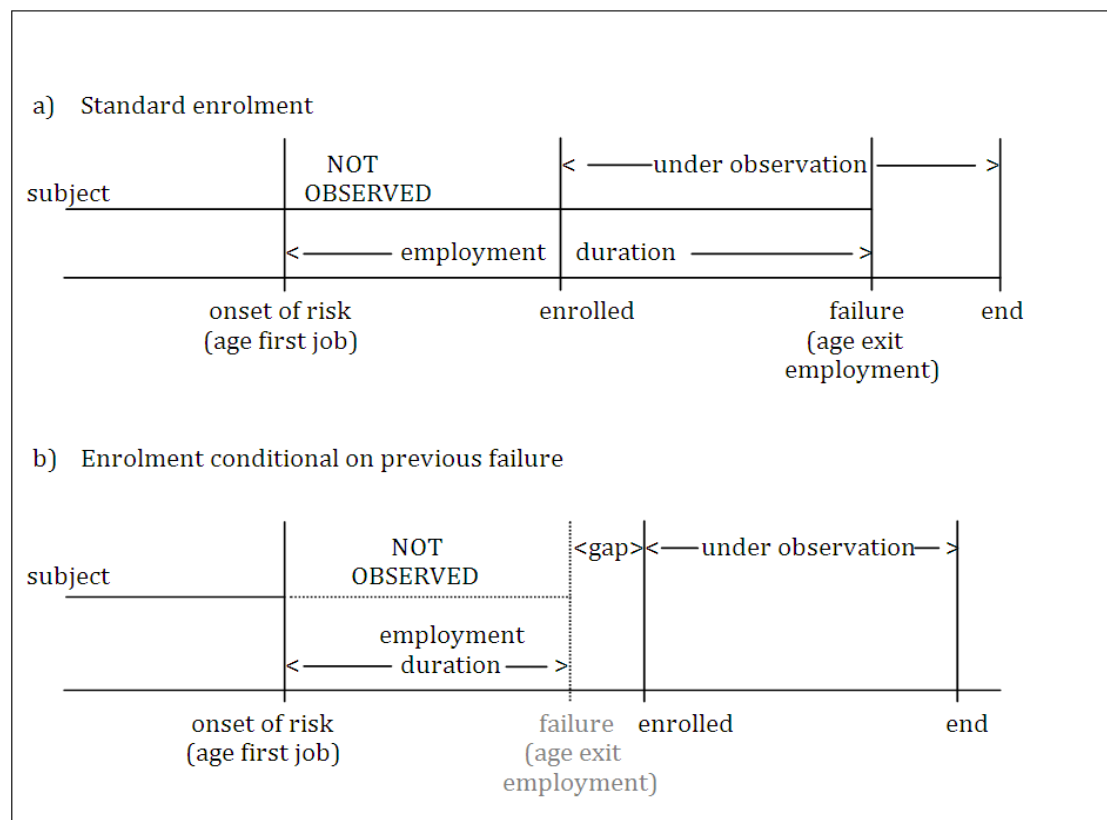 a) Standard enrolment
NOT
OBSERVED
< under observation >
subject
< employment duration >
onset of risk
(age first job)
enrolled
failure
(age exit
employment)
end
b) Enrolment conditional on previous failure
NOT
OBSERVED
<gap>< under observation >
subject
employment
< duration >
onset of risk
(age first job)
failure
(age exit
employment)
enrolled
end